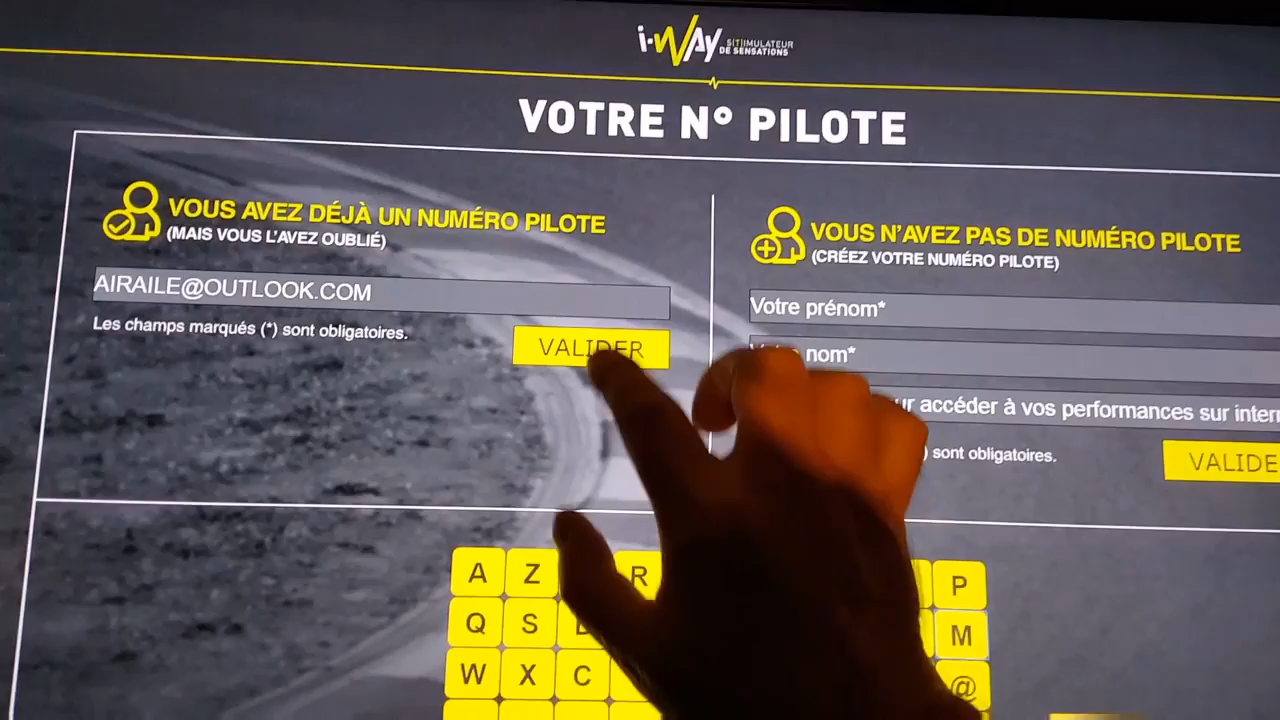 i-WAY
SITIMULATEUR
DE SENSATIONS
VOTRE N° PILOTE
VOUS AVEZ DÉJÀ UN NUMÉRO PILOTE
(MAIS VOUS L'AVEZ OUBLIÉ)
AIRAILE@OUTLOOK.COM
Les champs marqués (*) sont obligatoires.
VALIDER
VOUS N'AVEZ PAS DE NUMÉRO PILOTE
(CRÉEZ VOTRE NUMÉRO PILOTE)
Votre prénom*
nom*
accéder à vos performances sur
) sont obligatoires.
VALIDE
A Z R P
Q S M
W X C @